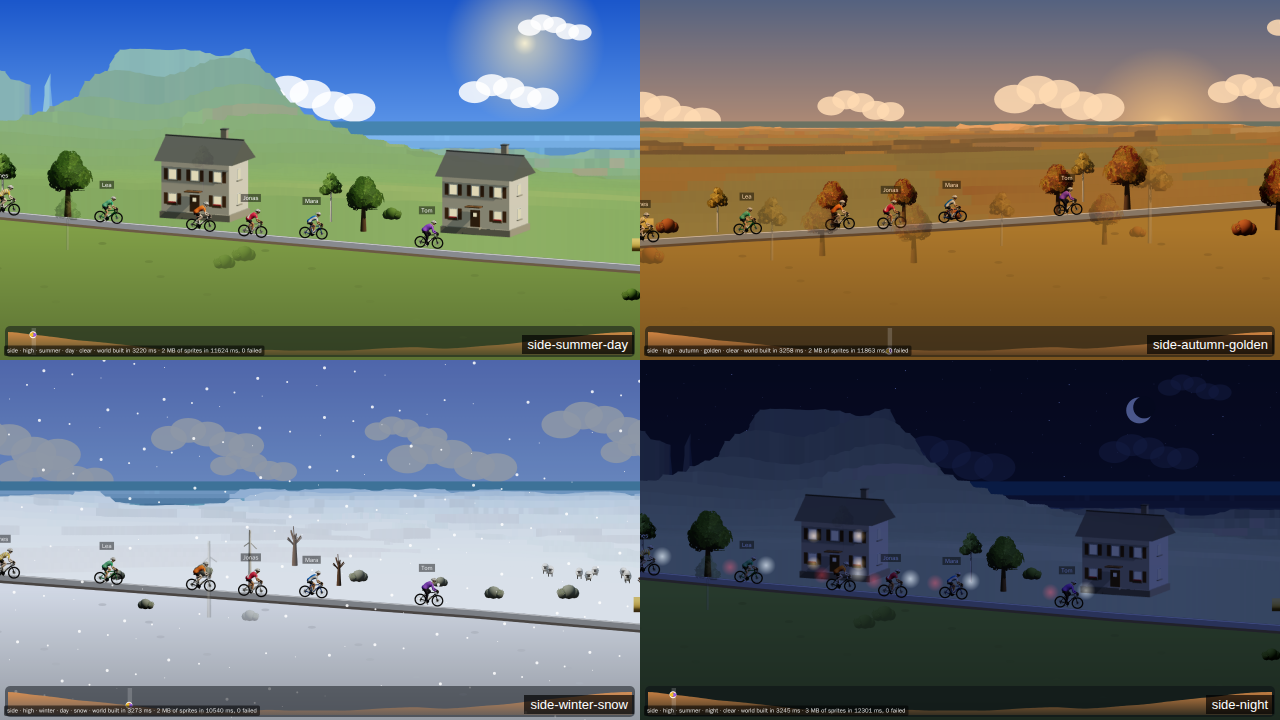 Lea
Jonas
Mara
Tom
side · high · summer · day · clear · world built in 3220 ms · 2 MB of sprites in 11624 ms, 0 failed
side-summer-day
Lea
Jonas
Mara
Tom
side · high · autumn · golden · clear · world built in 3258 ms · 2 MB of sprites in 11863 ms, 0 failed
side-autumn-golden
Lea
Jonas
Mara
Tom
side · high · winter · day · snow · world built in 3273 ms · 2 MB of sprites in 10540 ms, 0 failed
side-winter-snow
Lea
Jonas
Mara
Tom
side · high · summer · night · clear · world built in 3245 ms · 3 MB of sprites in 12301 ms, 0 failed
side-night